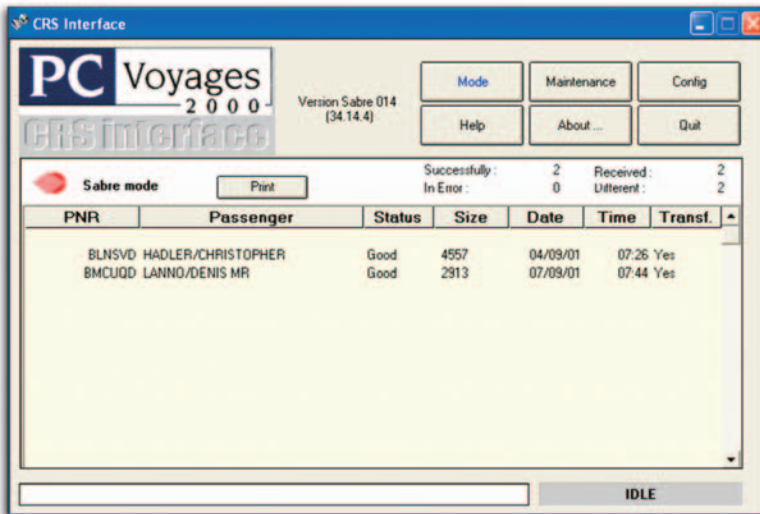 CRS Interface
PC Voyages
2000
CRS interface
Version Sabre 014
(34.14.4)
Mode Maintenance Config
Help About ... Quit
Sabre mode Print
Successfully : 2 Received : 2
In Error : 0 Different : 2
PNR Passenger Status Size Date Time Transf.
BLNSVD HADLER/CHRISTOPHER Good 4557 04/09/01 07:26 Yes
BMCUQD LANNO/DENIS MR Good 2913 07/09/01 07:44 Yes
IDLE